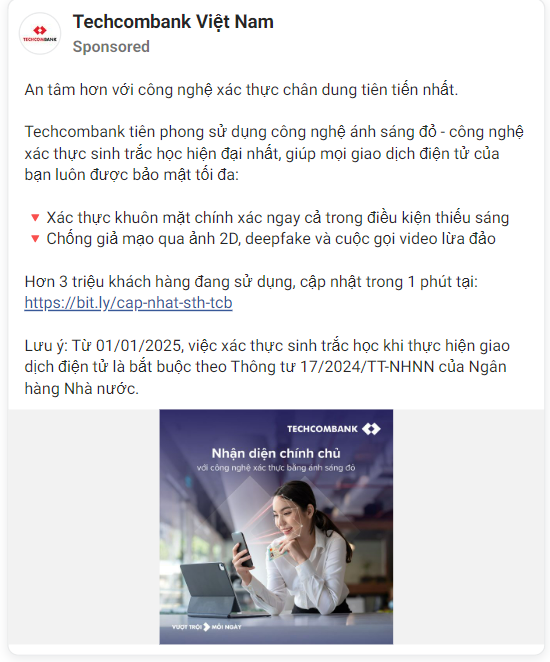 Techcombank Việt Nam
TECHCOMBANK
Sponsored
An tâm hơn với công nghệ xác thực chân dung tiên tiến nhất.
Techcombank tiên phong sử dụng công nghệ ánh sáng đỏ - công nghệ
xác thực sinh trắc học hiện đại nhất, giúp mọi giao dịch điện tử của
bạn luôn được bảo mật tối đa:
🔻 Xác thực khuôn mặt chính xác ngay cả trong điều kiện thiếu sáng
🔻 Chống giả mạo qua ảnh 2D, deepfake và cuộc gọi video lừa đảo
Hơn 3 triệu khách hàng đang sử dụng, cập nhật trong 1 phút tại:
https://bit.ly/cap-nhat-sth-tcb
Lưu ý: Từ 01/01/2025, việc xác thực sinh trắc học khi thực hiện giao
dịch điện tử là bắt buộc theo Thông tư 17/2024/TT-NHNN của Ngân
hàng Nhà nước.
TECHCOMBANK
Nhận diện chính chủ
với công nghệ xác thực bằng ánh sáng đỏ
VƯỢT TRỘI MỖI NGÀY